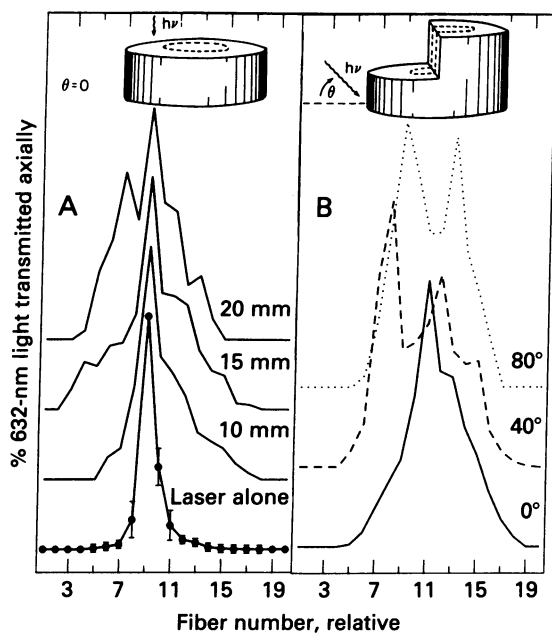 hν
θ=0
A
20 mm
15 mm
10 mm
Laser alone
hν
θ
B
80°
40°
0°
% 632-nm light transmitted axially
3 7 11 15 19
3 7 11 15 19
Fiber number, relative